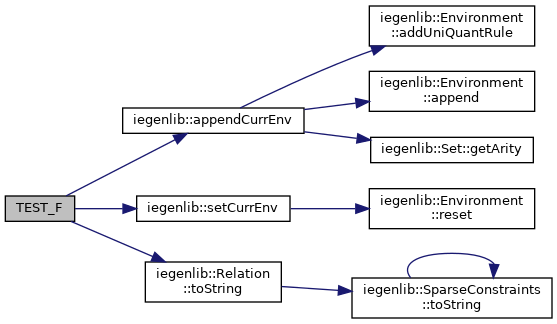 TEST_F
iegenlib::appendCurrEnv
iegenlib::Environment
::addUniQuantRule
iegenlib::Environment
::append
iegenlib::Set::getArity
iegenlib::setCurrEnv
iegenlib::Environment
::reset
iegenlib::Relation
::toString
iegenlib::SparseConstraints
::toString